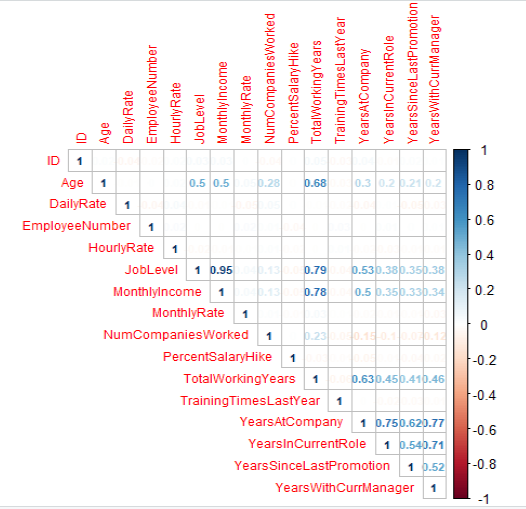 ID
Age
DailyRate
EmployeeNumber
HourlyRate
JobLevel
MonthlyIncome
MonthlyRate
NumCompaniesWorked
PercentSalaryHike
TotalWorkingYears
TrainingTimesLastYear
YearsAtCompany
YearsInCurrentRole
YearsSinceLastPromotion
YearsWithCurrManager
ID 1
Age 1 0.5 0.5 0.28 0.68 0.3 0.2 0.21 0.2
DailyRate 1
EmployeeNumber 1
HourlyRate 1
JobLevel 1 0.95 0.13 0.79 0.53 0.38 0.35 0.38
MonthlyIncome 1 0.13 0.78 0.5 0.35 0.33 0.34
MonthlyRate 1
NumCompaniesWorked 1 0.23
PercentSalaryHike 1
TotalWorkingYears 1 0.63 0.45 0.41 0.46
TrainingTimesLastYear 1
YearsAtCompany 1 0.75 0.62 0.77
YearsInCurrentRole 1 0.54 0.71
YearsSinceLastPromotion 1 0.52
YearsWithCurrManager 1
1
0.8
0.6
0.4
0.2
0
-0.2
-0.4
-0.6
-0.8
-1